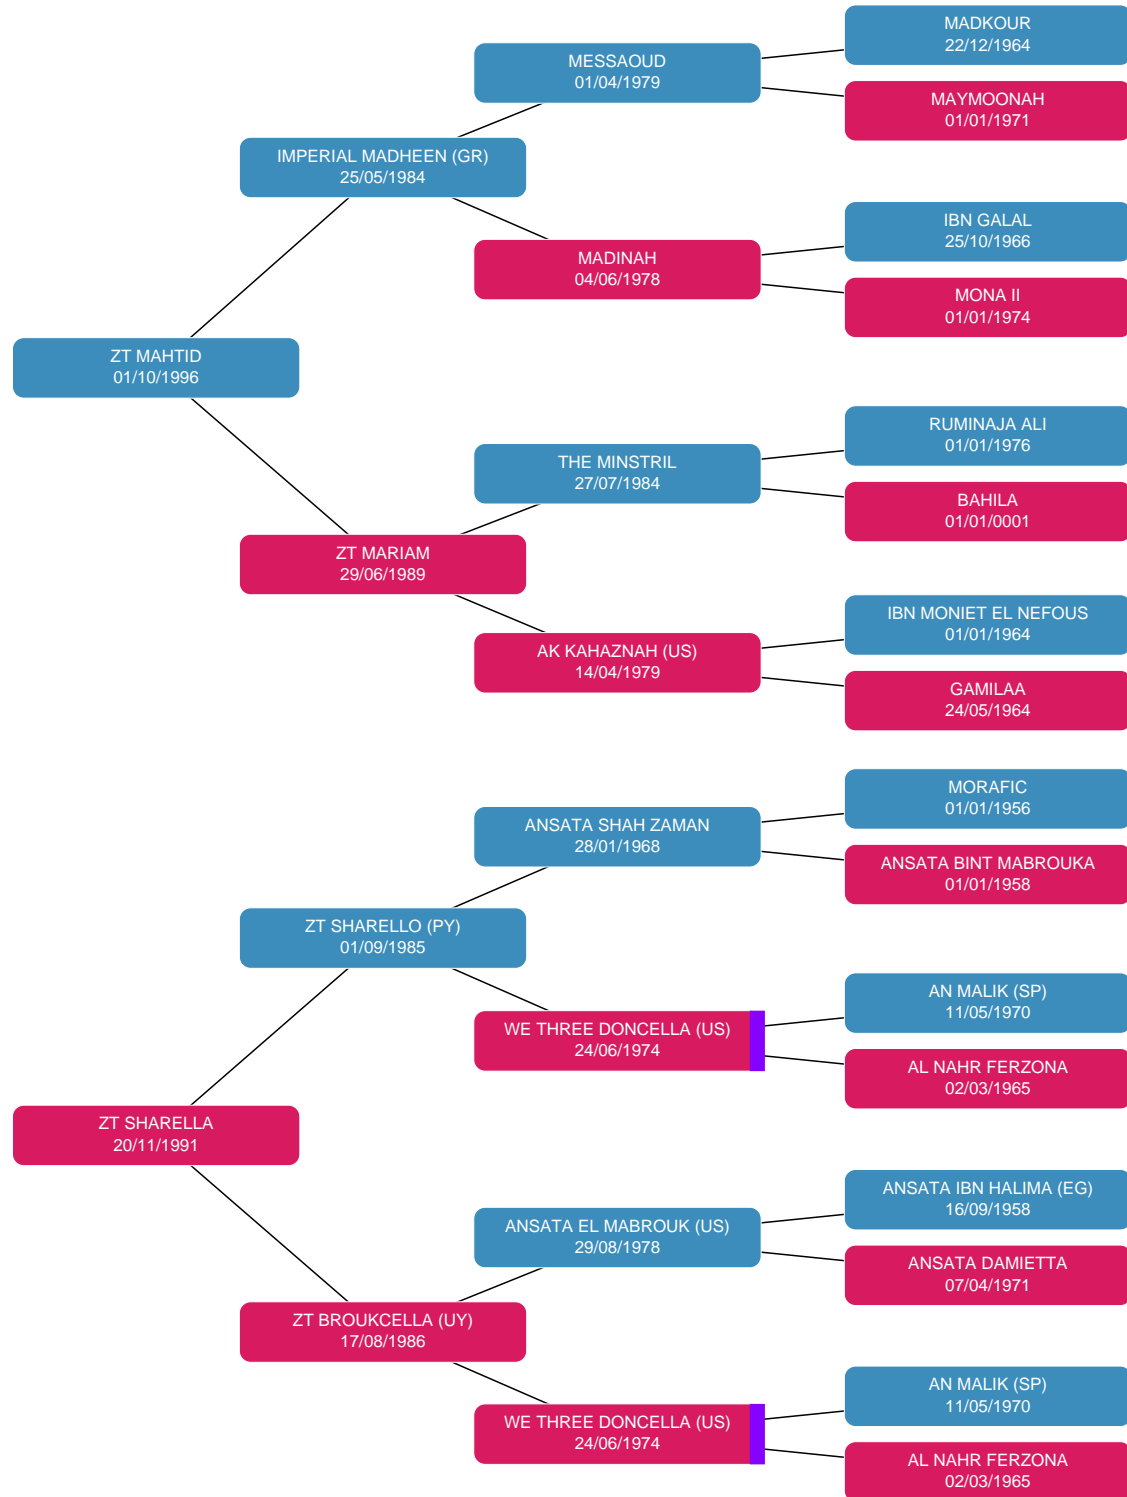 MADKOUR
22/12/1964
MESSAOUD
01/04/1979
MAYMOONAH
01/01/1971
IMPERIAL MADHEEN (GR)
25/05/1984
IBN GALAL
25/10/1966
MADINAH
04/06/1978
MONA II
01/01/1974
ZT MAHTID
01/10/1996
RUMINAJA ALI
01/01/1976
THE MINSTRIL
27/07/1984
BAHILA
01/01/0001
ZT MARIAM
29/06/1989
IBN MONIET EL NEFOUS
01/01/1964
AK KAHAZNAH (US)
14/04/1979
GAMILAA
24/05/1964
MORAFIC
01/01/1956
ANSATA SHAH ZAMAN
28/01/1968
ANSATA BINT MABROUKA
01/01/1958
ZT SHARELLO (PY)
01/09/1985
AN MALIK (SP)
11/05/1970
WE THREE DONCELLA (US)
24/06/1974
AL NAHR FERZONA
02/03/1965
ZT SHARELLA
20/11/1991
ANSATA IBN HALIMA (EG)
16/09/1958
ANSATA EL MABROUK (US)
29/08/1978
ANSATA DAMIETTA
07/04/1971
ZT BROUKCELLA (UY)
17/08/1986
AN MALIK (SP)
11/05/1970
WE THREE DONCELLA (US)
24/06/1974
AL NAHR FERZONA
02/03/1965